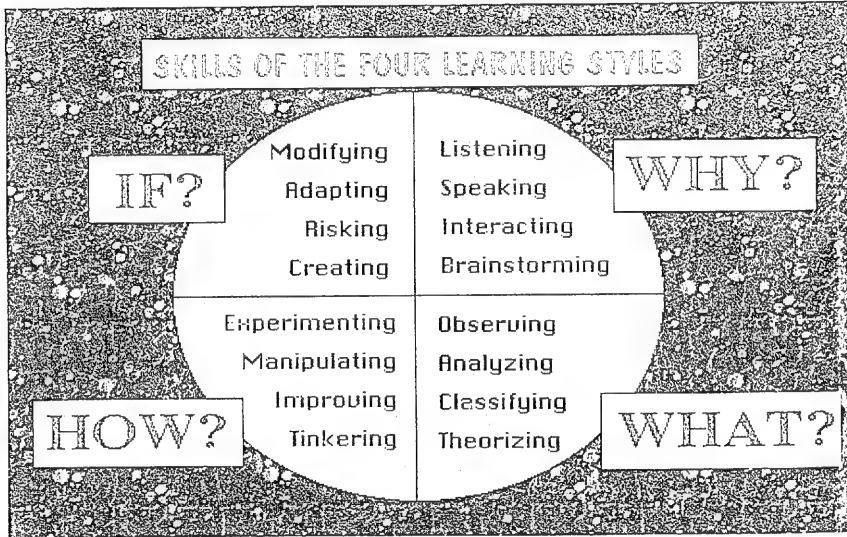 SKILLS OF THE FOUR LEARNING STYLES
IF?
Modifying
Adapting
Risking
Creating
WHY?
Listening
Speaking
Interacting
Brainstorming
HOW?
Experimenting
Manipulating
Improving
Tinkering
WHAT?
Observing
Analyzing
Classifying
Theorizing